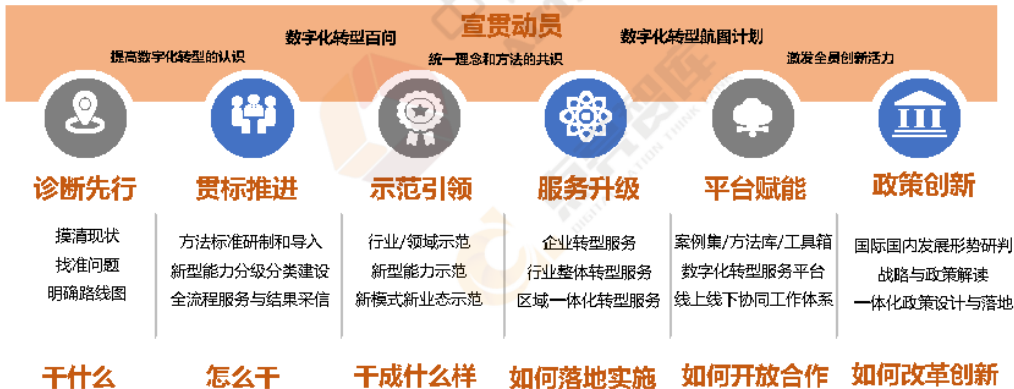 宣贯动员
数字化转型百问
数字化转型航图计划
提高数字化转型的认识
统一理念和方法的共识
激发全员创新活力
诊断先行
贯标推进
示范引领
服务升级
平台赋能
政策创新
摸清现状
找准问题
明确路线图
方法标准研制和导入
新型能力分级分类建设
全流程服务与结果采信
行业/领域示范
新型能力示范
新模式新业态示范
企业转型服务
行业整体转型服务
区域一体化转型服务
案例集/方法库/工具箱
数字化转型服务平台
线上线下协同工作体系
国际国内发展形势研判
战略与政策解读
一体化政策设计与落地
干什么
怎么干
干成什么样
如何落地实施
如何开放合作
如何改革创新